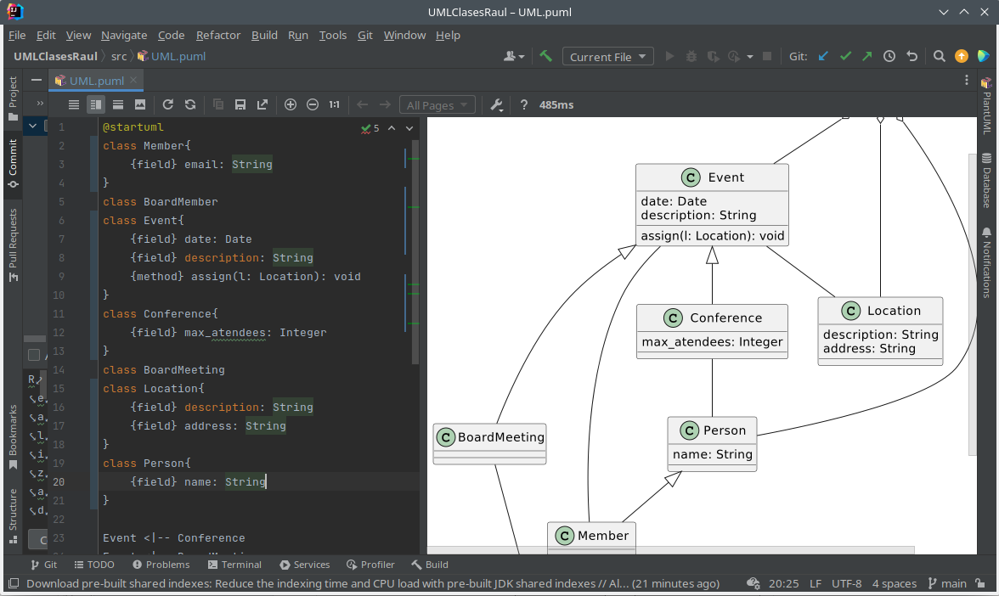 UMLClasesRaul – UML.puml
File Edit View Navigate Code Refactor Build Run Tools Git Window Help
UMLClasesRaul src UML.puml
Current File
Git:
UML.puml
All Pages
1:1
? 485ms
Project
Commit
Pull Requests
Bookmarks
Structure
1 @startuml
5
2 class Member{
3 {field} email: String
4 }
5 class BoardMember
6 class Event{
7 {field} date: Date
8 {field} description: String
9 {method} assign(l: Location): void
10 }
11 class Conference{
12 {field} max_atendees: Integer
13 }
14 class BoardMeeting
15 class Location{
16 {field} description: String
17 {field} address: String
18 }
19 class Person{
20 {field} name: String
21 }
22
23 Event <|-- Conference
C Event
date: Date
description: String
assign(l: Location): void
C Conference
max_atendees: Integer
C Location
description: String
address: String
C BoardMeeting
C Person
name: String
C Member
PlantUML
Database
Notifications
Git TODO Problems Terminal Services Profiler Build
Download pre-built shared indexes: Reduce the indexing time and CPU load with pre-built JDK shared indexes // Al... (21 minutes ago)
20:25 LF UTF-8 4 spaces main